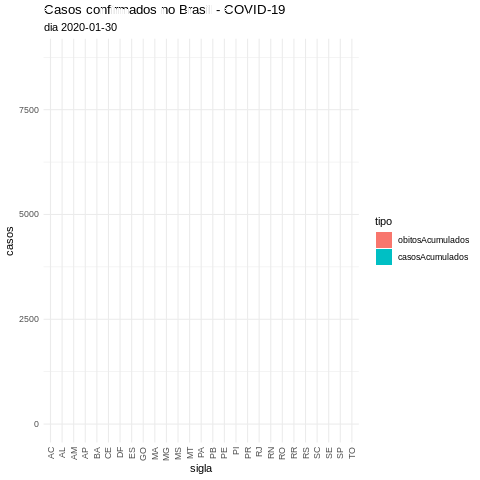 Casos confirmados no Brasil - COVID-19
dia 2020-01-30
7500
5000
2500
0
casos
AC AL AM AP BA CE DF ES GO MA MG MS MT PA PB PE PI PR RJ RN RO RR RS SC SE SP TO
sigla
tipo
obitosAcumulados
casosAcumulados